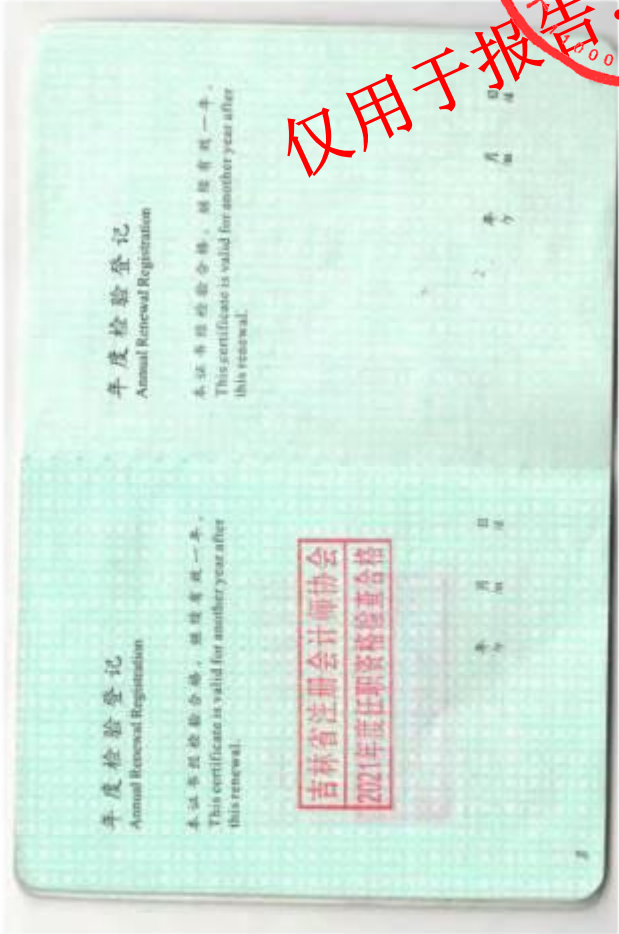 仅用于报告
年度检验登记
Annual Renewal Registration
本证书经检验合格，继续有效一年。
This certificate is valid for another year after
this renewal.
吉林省注册会计师协会
2021年度任职资格检查合格
年 月 日
/y /m /d
年度检验登记
Annual Renewal Registration
本证书经检验合格，继续有效一年。
This certificate is valid for another year after
this renewal.
年 月 日
/y /m /d